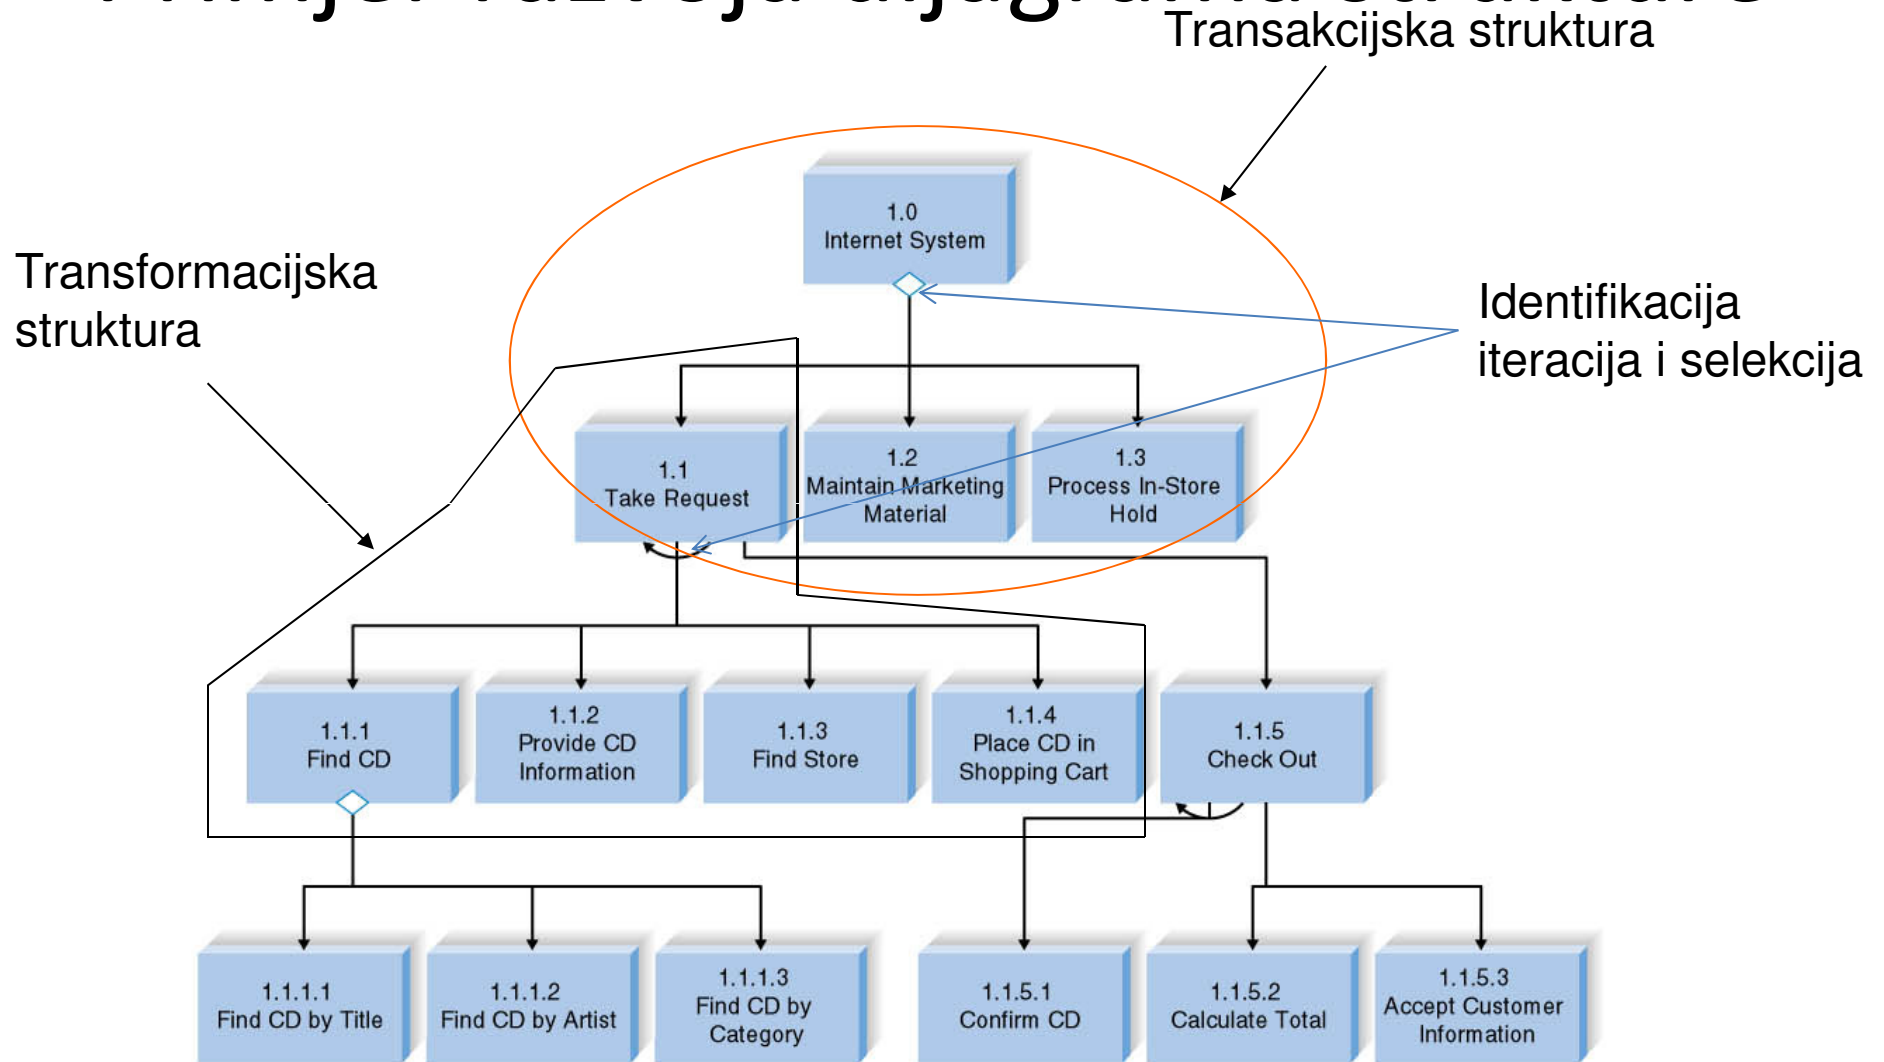 Transakcijska struktura
1.0
Internet System
Transformacijska
struktura
Identifikacija
iteracija i selekcija
1.1
Take Request
1.2
Maintain Marketing
Material
1.3
Process In-Store
Hold
1.1.1
Find CD
1.1.2
Provide CD
Information
1.1.3
Find Store
1.1.4
Place CD in
Shopping Cart
1.1.5
Check Out
1.1.1.1
Find CD by Title
1.1.1.2
Find CD by Artist
1.1.1.3
Find CD by
Category
1.1.5.1
Confirm CD
1.1.5.2
Calculate Total
1.1.5.3
Accept Customer
Information